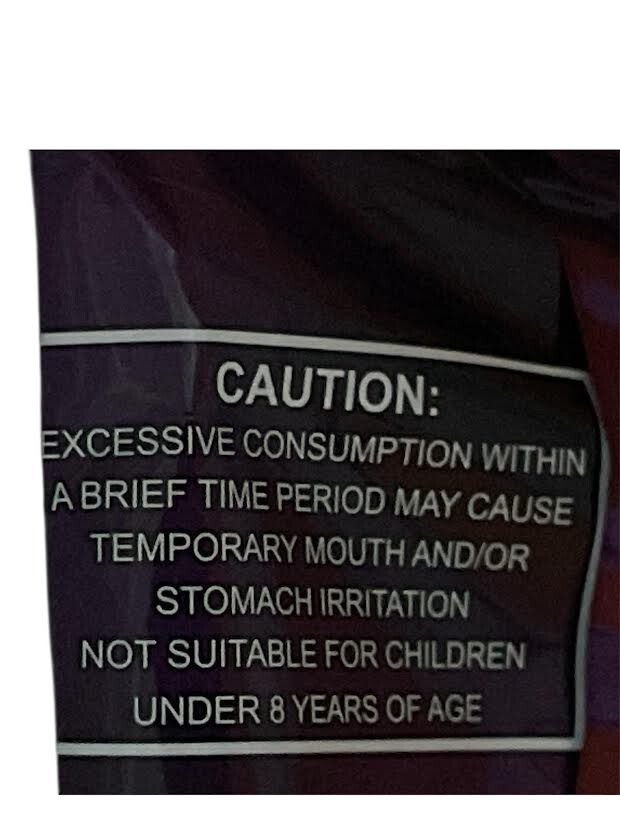 CAUTION:
EXCESSIVE CONSUMPTION WITHIN
A BRIEF TIME PERIOD MAY CAUSE
TEMPORARY MOUTH AND/OR
STOMACH IRRITATION
NOT SUITABLE FOR CHILDREN
UNDER 8 YEARS OF AGE